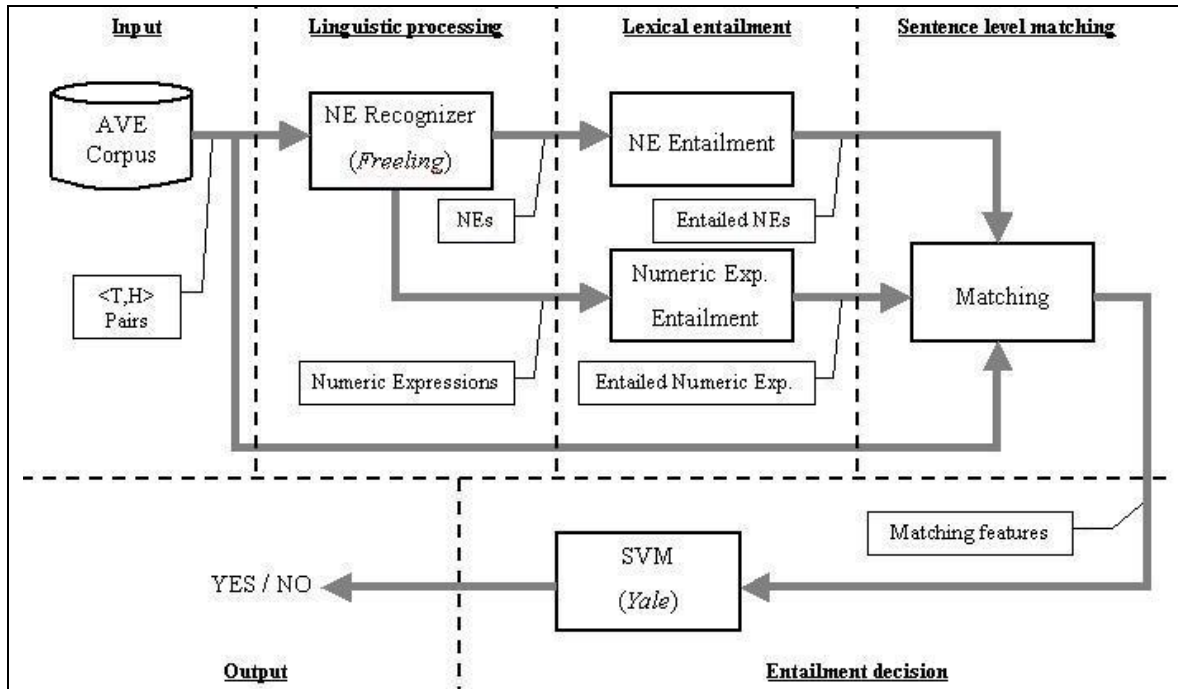 Input
Linguistic processing
Lexical entailment
Sentence level matching
AVE
Corpus
NE Recognizer
(Freeling)
NE Entailment
NEs
Entailed NEs
<T,H>
Pairs
Numeric Exp.
Entailment
Matching
Numeric Expressions
Entailed Numeric Exp.
Matching features
SVM
(Yale)
YES / NO
Output
Entailment decision